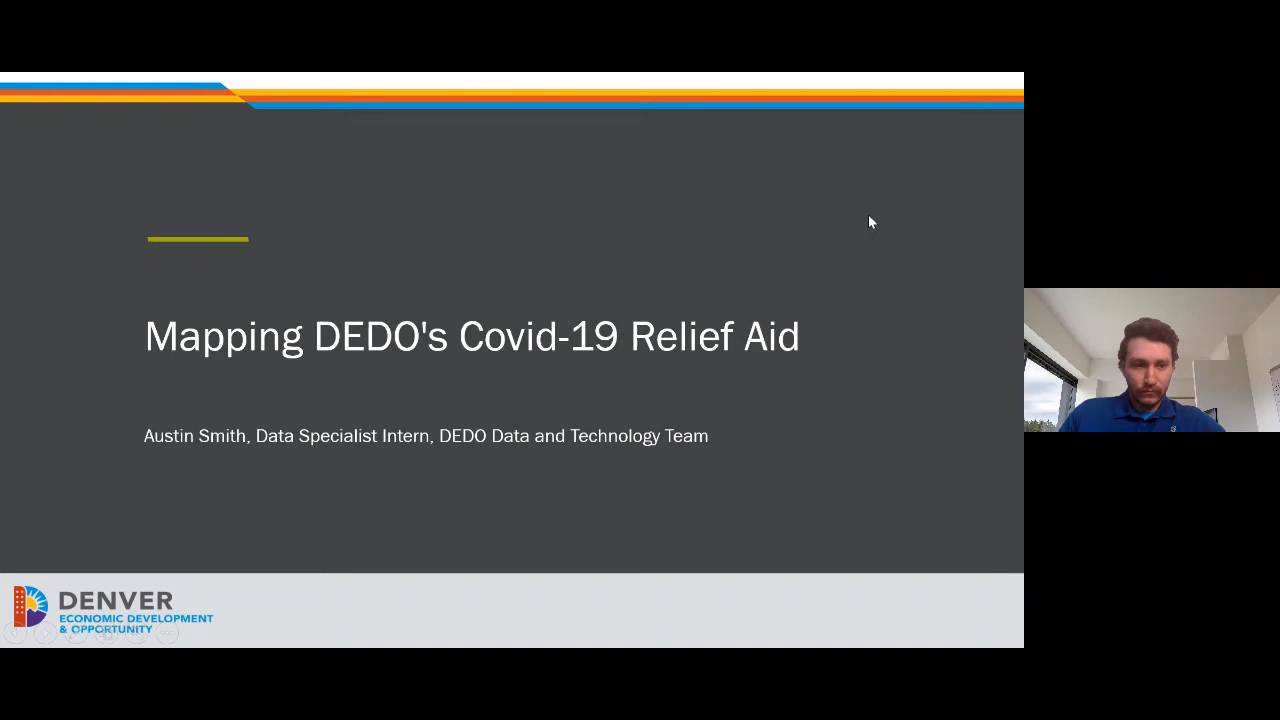 Mapping DEDO's Covid-19 Relief Aid
Austin Smith, Data Specialist Intern, DEDO Data and Technology Team
DENVER
ECONOMIC DEVELOPMENT
& OPPORTUNITY